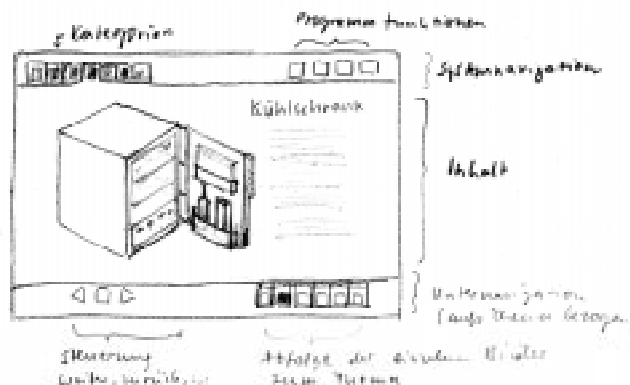 Kategorien
Programmfunktionen
Systemnavigation
Kühlschrank
Inhalt
Unternavigation
Steuerung
Abfolge der einzelnen Bilder
zum Thema